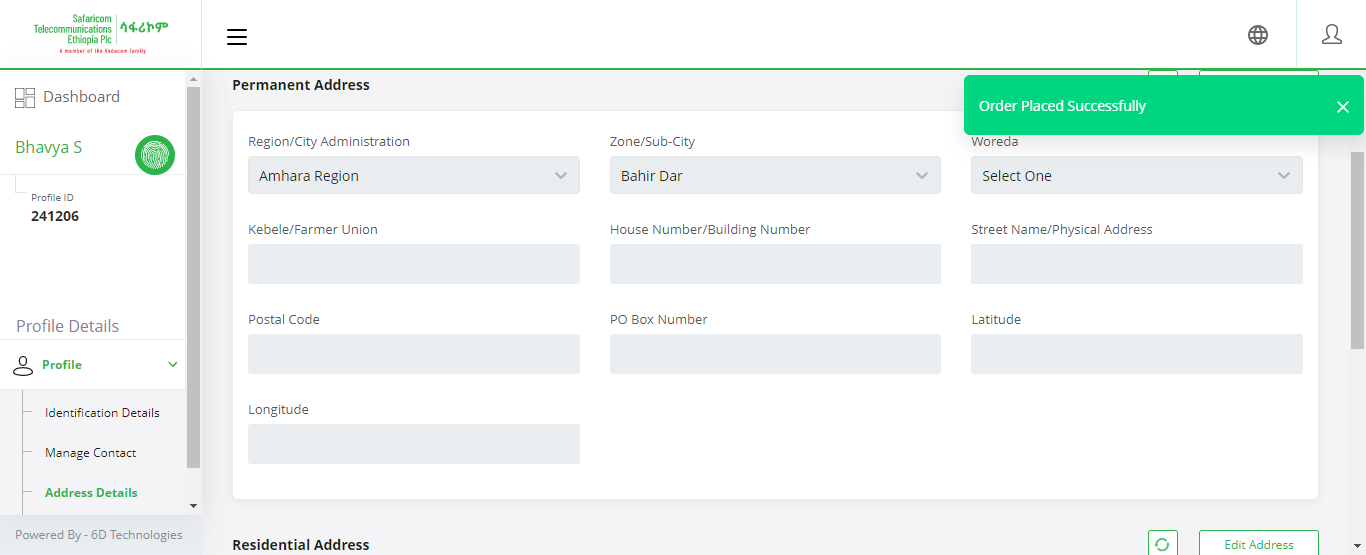 Safaricom
Telecommunications
Ethiopia Plc
ሳፋሪኮም
A member of the Vodacom family
Order Placed Successfully
Dashboard
Bhavya S
Profile ID
241206
Profile Details
Profile
Identification Details
Manage Contact
Address Details
Powered By - 6D Technologies
Permanent Address
Region/City Administration
Zone/Sub-City
Woreda
Amhara Region
Bahir Dar
Select One
Kebele/Farmer Union
House Number/Building Number
Street Name/Physical Address
Postal Code
PO Box Number
Latitude
Longitude
Residential Address
Edit Address